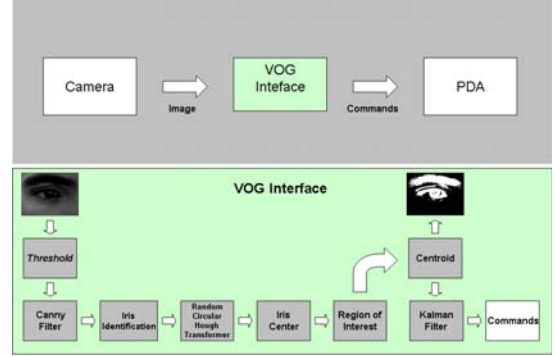 Camera
Image
VOG
Inteface
Commands
PDA
VOG Interface
Threshold
Canny
Filter
Iris
Identification
Random
Circular
Hough
Transformer
Iris
Center
Region of
Interest
Centroid
Kalman
Filter
Commands